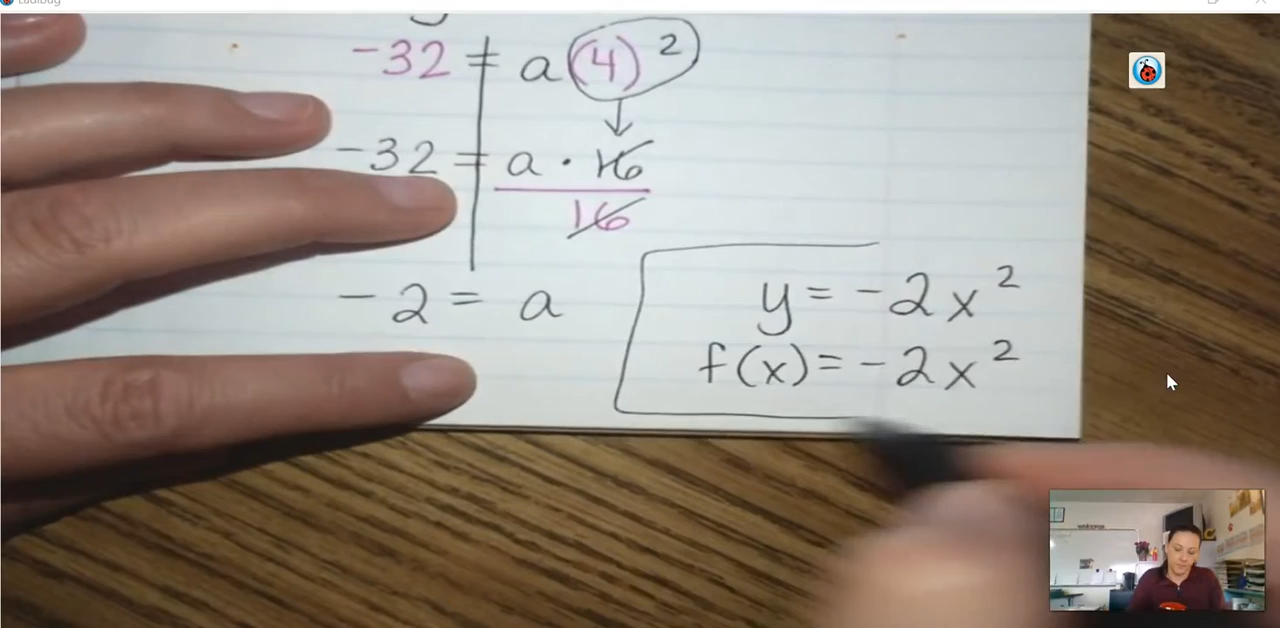 -32 = a(4)²
-32 = a · 16
16
-2 = a
y = -2x²
f(x) = -2x²